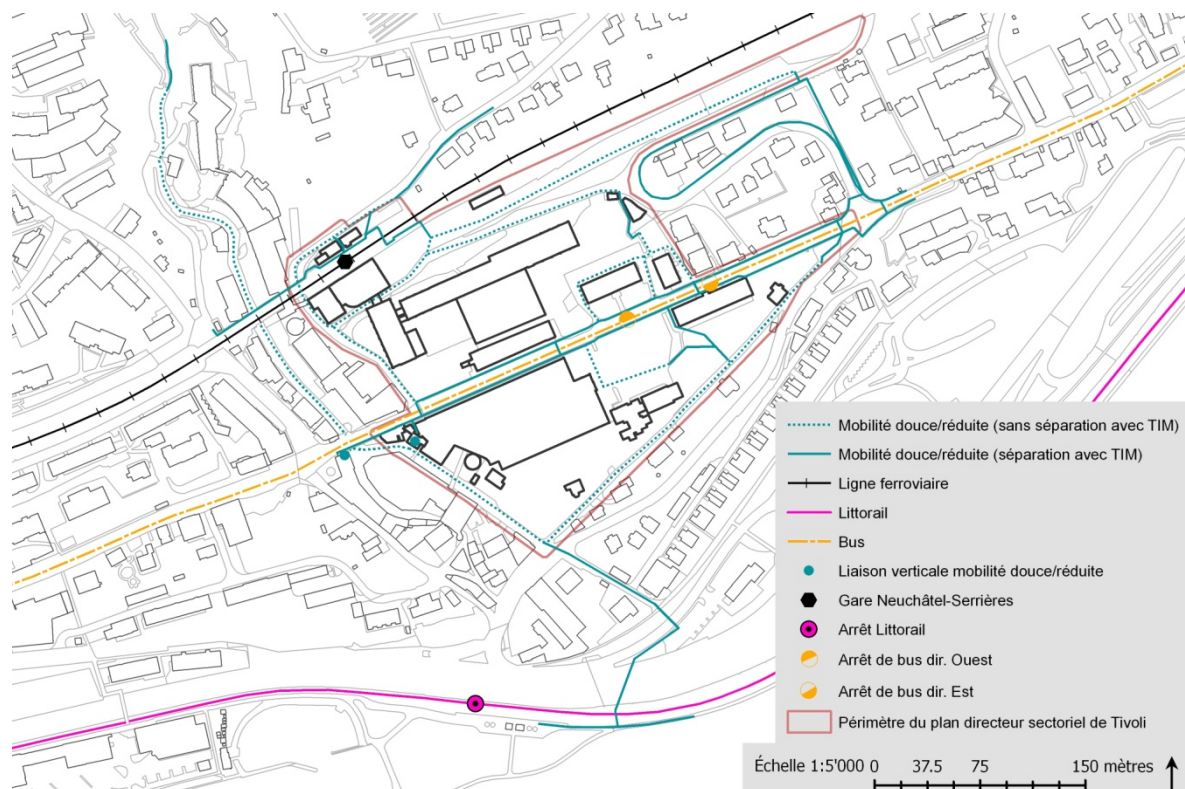 Mobilité douce/réduite (sans séparation avec TIM)
Mobilité douce/réduite (séparation avec TIM)
Ligne ferroviaire
Littorail
Bus
Liaison verticale mobilité douce/réduite
Gare Neuchâtel-Serrières
Arrêt Littorail
Arrêt de bus dir. Ouest
Arrêt de bus dir. Est
Périmètre du plan directeur sectoriel de Tivoli
Échelle 1:5'000 0 37.5 75 150 mètres